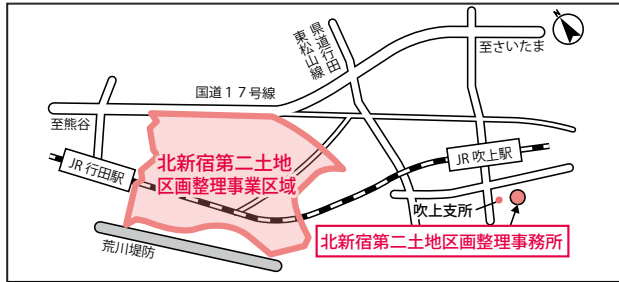 N
至さいたま
県道行田
東松山線
国道１７号線
至熊谷
JR 行田駅
北新宿第二土地
区画整理事業区域
JR 吹上駅
吹上支所
北新宿第二土地区画整理事務所
荒川堤防